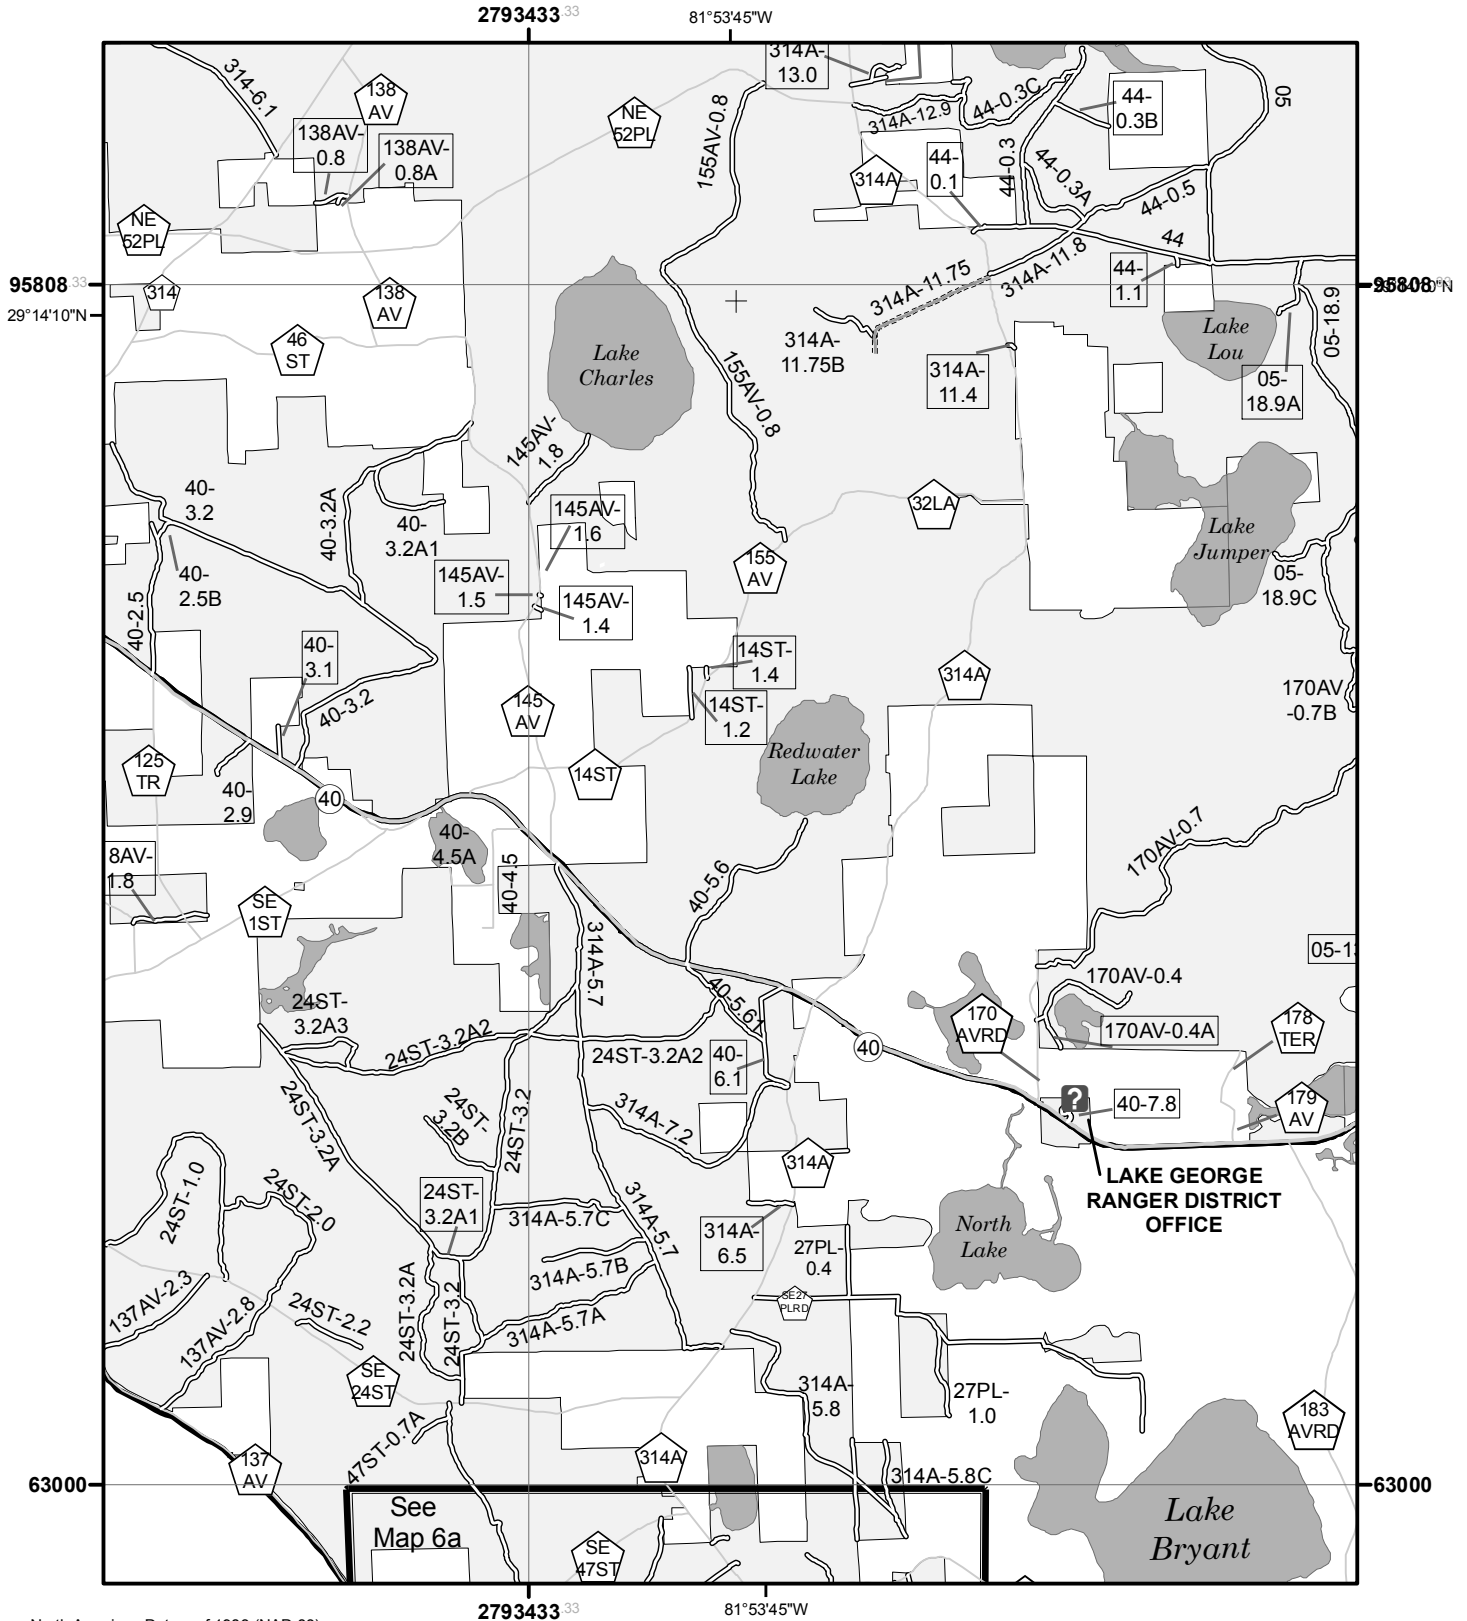 2793433.33
81°53'45"W
314-6.1
138
AV
138AV-
0.8
138AV-
0.8A
NE
52PL
155AV-0.8
314A-
13.0
314A-12.9
44-0.3C
44-
0.3B
05
314A
44-
0.1
44-0.3
44-0.3A
44-0.5
NE
52PL
44
95808.33
314
138
AV
314A-11.75
314A-11.8
44-
1.1
95808
29°14'10"N
46
ST
Lake
Charles
314A-
11.75B
Lake
Lou
05-18.9
155AV-0.8
314A-
11.4
05-
18.9A
145AV-
1.8
40-
3.2
40-3.2A
40-
3.2A1
145AV-
1.6
32LA
Lake
Jumper
40-
2.5B
145AV-
1.5
155
AV
05-
18.9C
40-2.5
145AV-
1.4
40-
3.1
14ST-
1.4
314A
40-3.2
145
AV
14ST-
1.2
170AV
-0.7B
125
TR
14ST
Redwater
Lake
40-
2.9
40
40-
4.5A
170AV-0.7
8AV-
1.8
40-4.5
40-5.6
SE
1ST
314A-5.7
05-1
24ST-
3.2A3
40-5.61
170AV-0.4
170
AVRD
178
TER
24ST-3.2A2
24ST-3.2A2
40-
6.1
40
170AV-0.4A
24ST-3.2A
24ST-
3.2B
24ST-3.2
314A-7.2
?
40-7.8
179
AV
314A
LAKE GEORGE
RANGER DISTRICT
OFFICE
24ST-1.0
24ST-2.0
24ST-
3.2A1
314A-5.7C
314A-5.7
314A-
6.5
27PL-
0.4
North
Lake
137AV-2.3
137AV-2.8
24ST-2.2
24ST-3.2A
24ST-3.2
314A-5.7B
314A-5.7A
SE27
PLRD
SE
24ST
314A-
5.8
27PL-
1.0
183
AVRD
47ST-0.7A
137
AV
314A
314A-5.8C
63000
63000
See
Map 6a
Lake
Bryant
SE
47ST
2793433.33
81°53'45"W